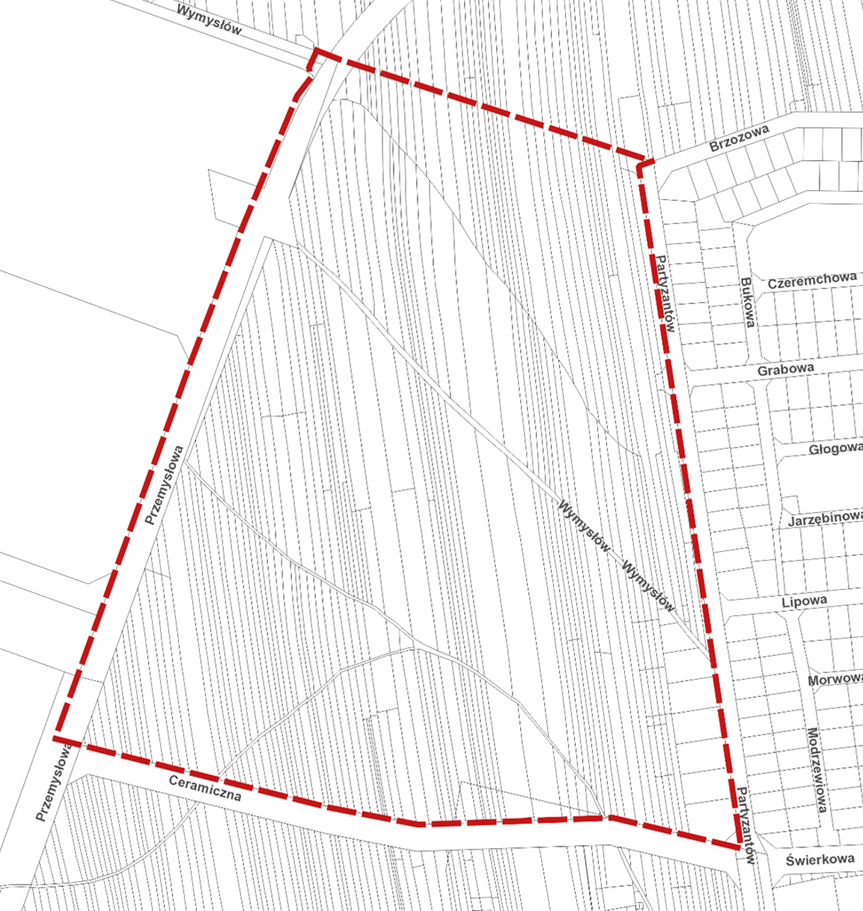 Wymysłów
Brzozowa
Partyzantów
Bukowa
Czeremchowa
Grabowa
Głogowa
Przemysłowa
Wymysłów
Jarzębinowa
Wymysłów
Lipowa
Morwowa
Przemysłowa
Ceramiczna
Modrzewiowa
Partyzantów
Świerkowa